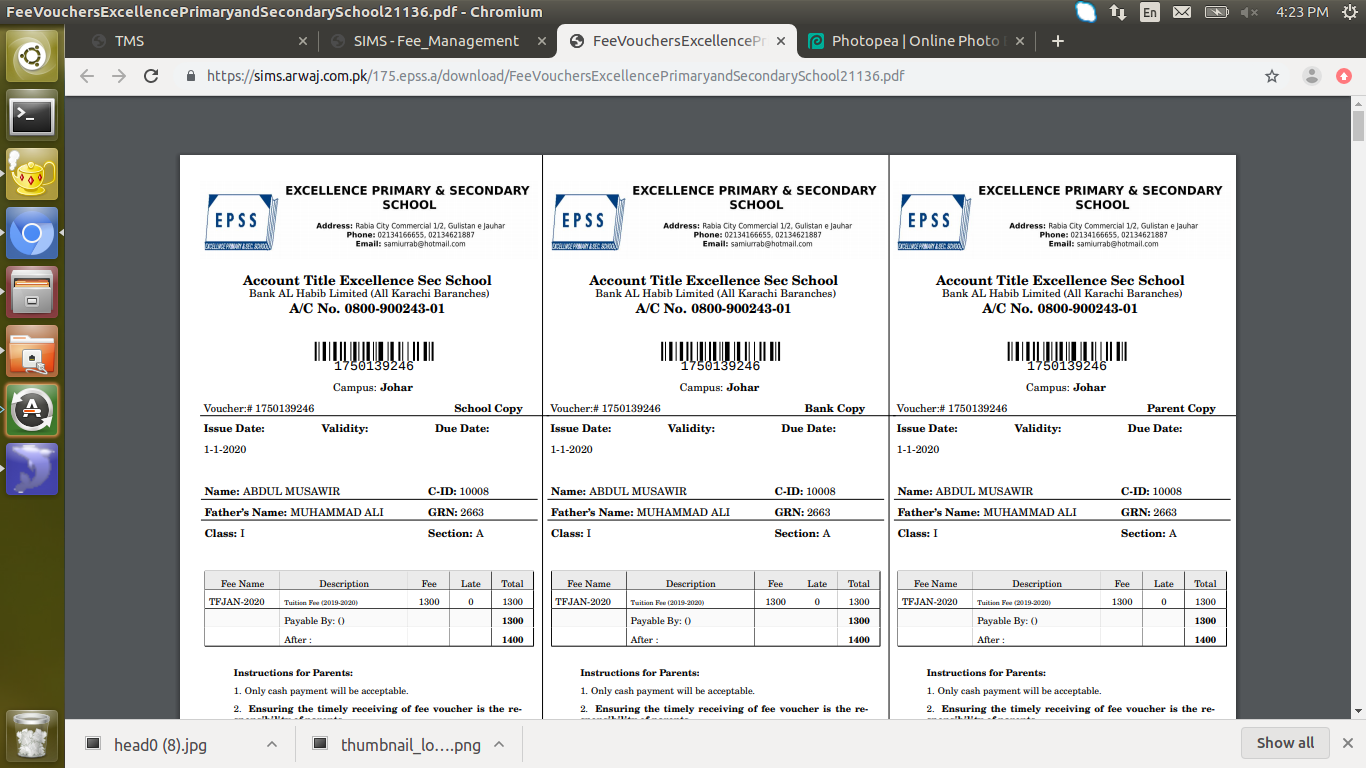 FeeVouchersExcellencePrimaryandSecondarySchool21136.pdf - Chromium
En
4:23 PM
TMS
SIMS - Fee_Management
FeeVouchersExcellencePr
Photopea | Online Photo
https://sims.arwaj.com.pk/175.epss.a/download/FeeVouchersExcellencePrimaryandSecondarySchool21136.pdf
EPSS
EXCELLENCE PRIMARY & SEC. SCHOOL
EXCELLENCE PRIMARY & SECONDARY
SCHOOL
Address: Rabia City Commercial 1/2, Gulistan e Jauhar
Phone: 02134166655, 02134621887
Email: samiurrab@hotmail.com
Account Title Excellence Sec School
Bank AL Habib Limited (All Karachi Baranches)
A/C No. 0800-900243-01
1750139246
Campus: Johar
Voucher:# 1750139246 School Copy
Issue Date: Validity: Due Date:
1-1-2020
Name: ABDUL MUSAWIR C-ID: 10008
Father's Name: MUHAMMAD ALI GRN: 2663
Class: I Section: A
Fee Name Description Fee Late Total
TFJAN-2020 Tuition Fee (2019-2020) 1300 0 1300
Payable By: () 1300
After : 1400
Instructions for Parents:
1. Only cash payment will be acceptable.
2. Ensuring the timely receiving of fee voucher is the re-
sponsibility of parents.
EPSS
EXCELLENCE PRIMARY & SEC. SCHOOL
EXCELLENCE PRIMARY & SECONDARY
SCHOOL
Address: Rabia City Commercial 1/2, Gulistan e Jauhar
Phone: 02134166655, 02134621887
Email: samiurrab@hotmail.com
Account Title Excellence Sec School
Bank AL Habib Limited (All Karachi Baranches)
A/C No. 0800-900243-01
1750139246
Campus: Johar
Voucher:# 1750139246 Bank Copy
Issue Date: Validity: Due Date:
1-1-2020
Name: ABDUL MUSAWIR C-ID: 10008
Father's Name: MUHAMMAD ALI GRN: 2663
Class: I Section: A
Fee Name Description Fee Late Total
TFJAN-2020 Tuition Fee (2019-2020) 1300 0 1300
Payable By: () 1300
After : 1400
Instructions for Parents:
1. Only cash payment will be acceptable.
2. Ensuring the timely receiving of fee voucher is the re-
sponsibility of parents.
EPSS
EXCELLENCE PRIMARY & SEC. SCHOOL
EXCELLENCE PRIMARY & SECONDARY
SCHOOL
Address: Rabia City Commercial 1/2, Gulistan e Jauhar
Phone: 02134166655, 02134621887
Email: samiurrab@hotmail.com
Account Title Excellence Sec School
Bank AL Habib Limited (All Karachi Baranches)
A/C No. 0800-900243-01
1750139246
Campus: Johar
Voucher:# 1750139246 Parent Copy
Issue Date: Validity: Due Date:
1-1-2020
Name: ABDUL MUSAWIR C-ID: 10008
Father's Name: MUHAMMAD ALI GRN: 2663
Class: I Section: A
Fee Name Description Fee Late Total
TFJAN-2020 Tuition Fee (2019-2020) 1300 0 1300
Payable By: () 1300
After : 1400
Instructions for Parents:
1. Only cash payment will be acceptable.
2. Ensuring the timely receiving of fee voucher is the re-
sponsibility of parents.
head0 (8).jpg
thumbnail_lo....png
Show all